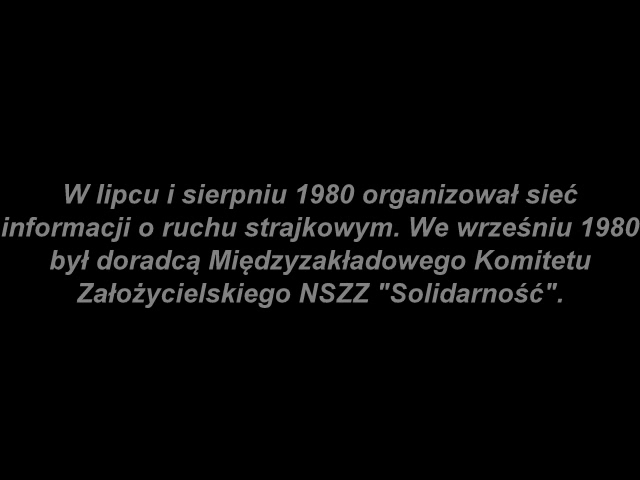 W lipcu i sierpniu 1980 organizował sieć
informacji o ruchu strajkowym. We wrześniu 1980
był doradcą Międzyzakładowego Komitetu
Założycielskiego NSZZ "Solidarność".